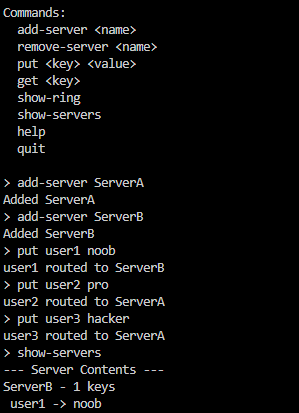 Commands:
  add-server <name>
  remove-server <name>
  put <key> <value>
  get <key>
  show-ring
  show-servers
  help
  quit

> add-server ServerA
Added ServerA
> add-server ServerB
Added ServerB
> put user1 noob
user1 routed to ServerB
> put user2 pro
user2 routed to ServerA
> put user3 hacker
user3 routed to ServerA
> show-servers
--- Server Contents ---
ServerB - 1 keys
 user1 -> noob